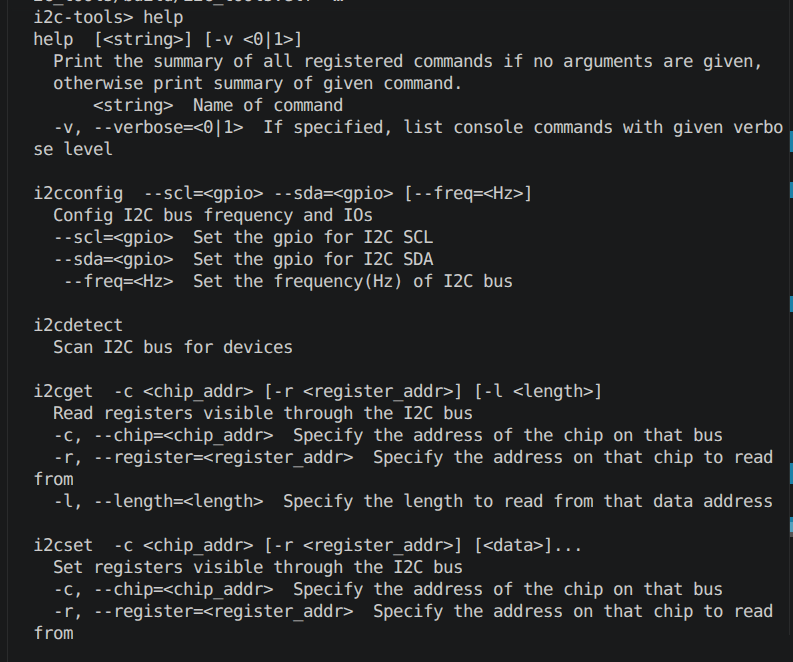 i2c-tools> help
help  [<string>] [-v <0|1>]
  Print the summary of all registered commands if no arguments are given,
  otherwise print summary of given command.
      <string>  Name of command
  -v, --verbose=<0|1>  If specified, list console commands with given verbo
se level

i2cconfig  --scl=<gpio> --sda=<gpio> [--freq=<Hz>]
  Config I2C bus frequency and IOs
  --scl=<gpio>  Set the gpio for I2C SCL
  --sda=<gpio>  Set the gpio for I2C SDA
   --freq=<Hz>  Set the frequency(Hz) of I2C bus

i2cdetect
  Scan I2C bus for devices

i2cget  -c <chip_addr> [-r <register_addr>] [-l <length>]
  Read registers visible through the I2C bus
  -c, --chip=<chip_addr>  Specify the address of the chip on that bus
  -r, --register=<register_addr>  Specify the address on that chip to read
from
  -l, --length=<length>  Specify the length to read from that data address

i2cset  -c <chip_addr> [-r <register_addr>] [<data>]...
  Set registers visible through the I2C bus
  -c, --chip=<chip_addr>  Specify the address of the chip on that bus
  -r, --register=<register_addr>  Specify the address on that chip to read
from